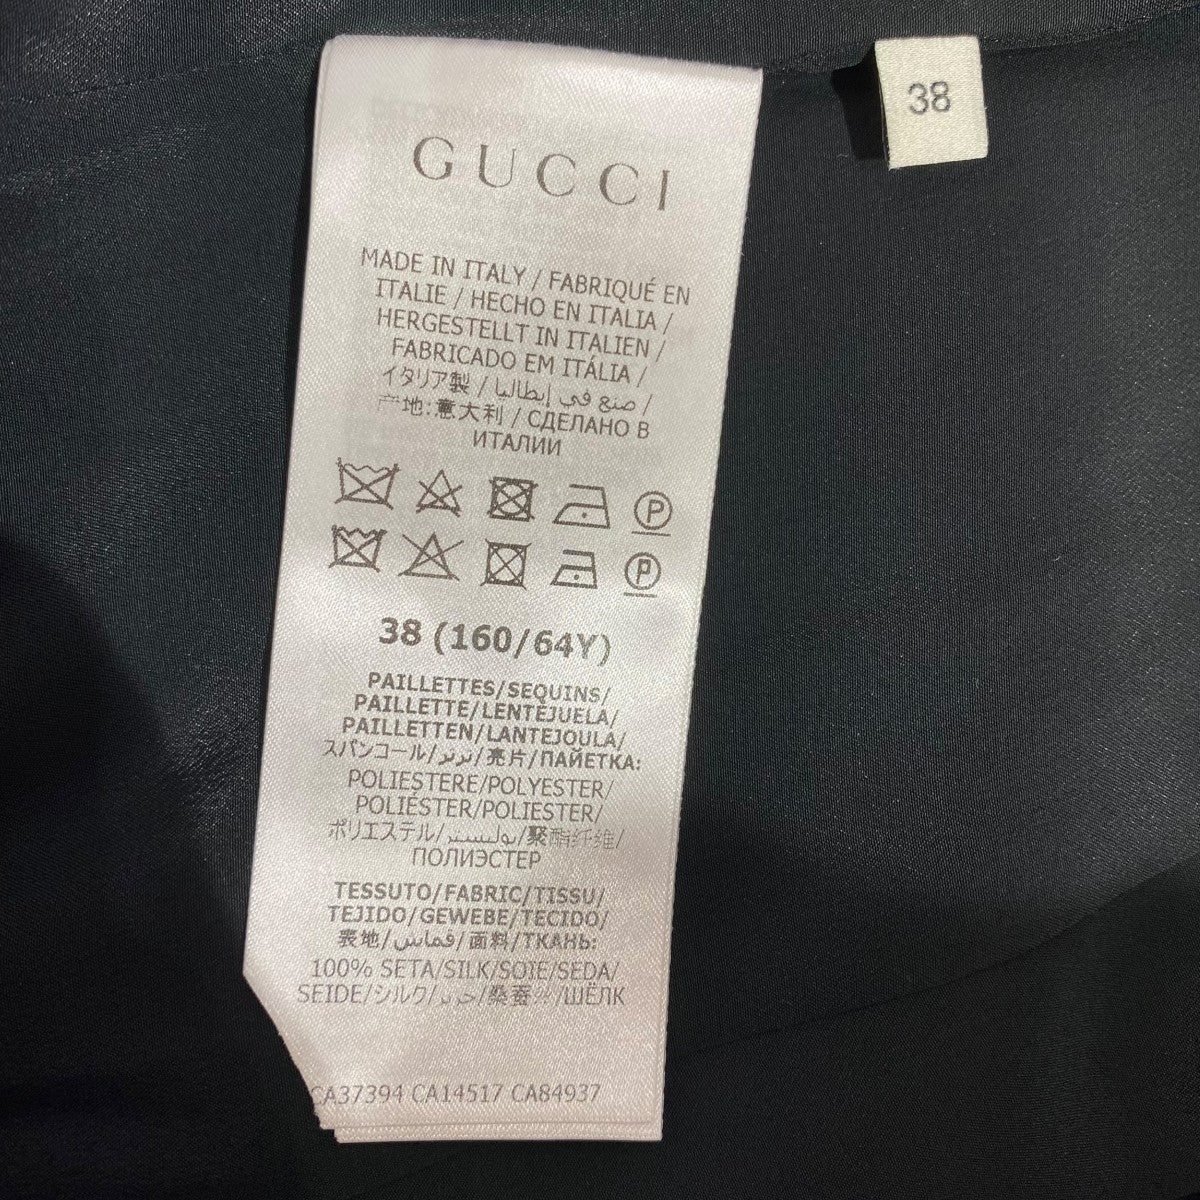 38
GUCCI
MADE IN ITALY / FABRIQUÉ EN
ITALIE / HECHO EN ITALIA /
HERGESTELLT IN ITALIEN /
FABRICADO EM ITÁLIA /
イタリア製 / صنع في إيطاليا /
产地:意大利 / СДЕЛАНО В
ИТАЛИИ
P
P
38 (160/64Y)
PAILLETTES/SEQUINS/
PAILLETTE/LENTEJUELA/
PAILLETTEN/LANTEJOULA/
スパンコール/ترتر/亮片/ПАЙЕТКА:
POLIESTERE/POLYESTER/
POLIÉSTER/POLIESTER/
ポリエステル/بوليستر/聚酯纤维/
ПОЛИЭСТЕР
TESSUTO/FABRIC/TISSU/
TEJIDO/GEWEBE/TECIDO/
表地/قماس/面料/ТКАНЬ:
100% SETA/SILK/SOIE/SEDA/
SEIDE/シルク/حرير/桑蚕丝/ШЁЛК
CA37394 CA14517 CA84937